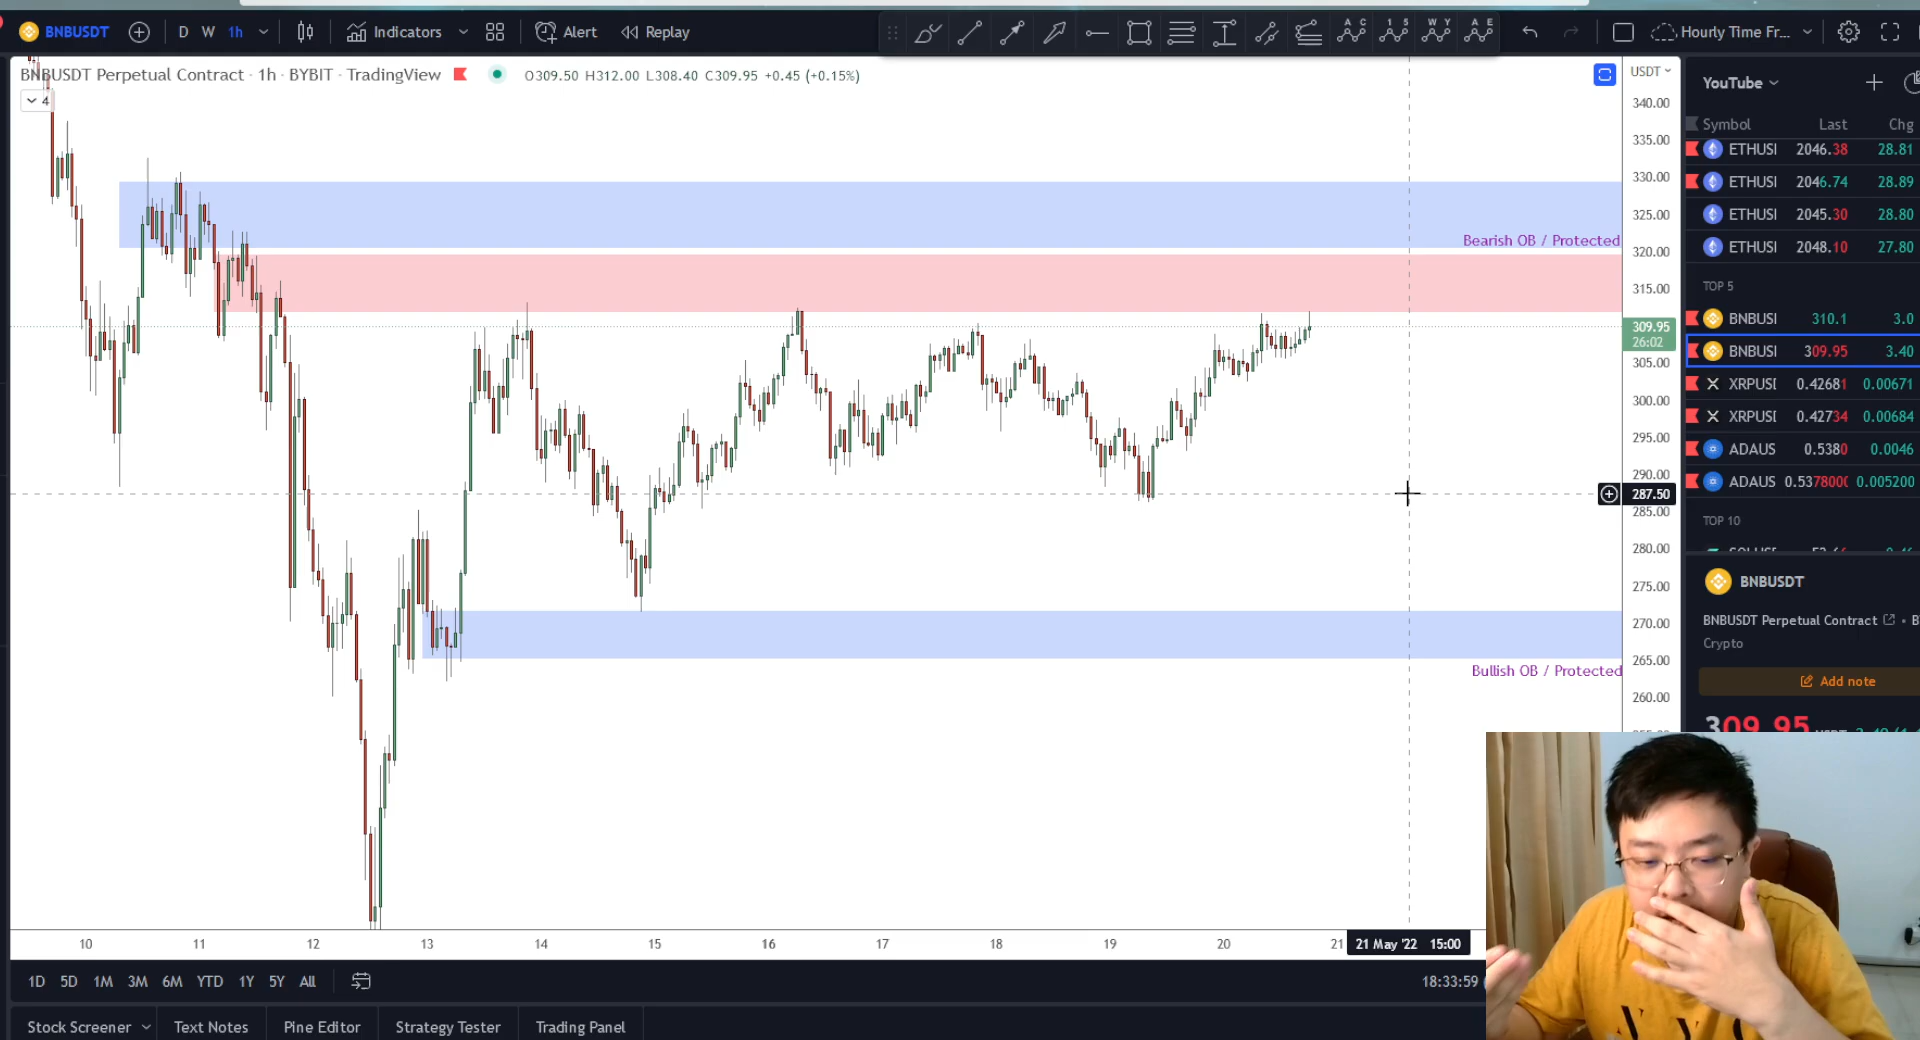 BNBUSDT D W 1h Indicators Alert Replay Hourly Time Fr...
BNBUSDT Perpetual Contract · 1h · BYBIT · TradingView O309.50 H312.00 L308.40 C309.95 +0.45 (+0.15%)
4
USDT
340.00
335.00
330.00
325.00
320.00
315.00
309.95
26:02
305.00
300.00
295.00
290.00
287.50
285.00
280.00
275.00
270.00
265.00
260.00
Bearish OB / Protected
Bullish OB / Protected
10 11 12 13 14 15 16 17 18 19 20 21 21 May '22 15:00
1D 5D 1M 3M 6M YTD 1Y 5Y All 18:33:59
Stock Screener Text Notes Pine Editor Strategy Tester Trading Panel
YouTube
Symbol Last Chg
ETHUSI 2046.38 28.81
ETHUSI 2046.74 28.89
ETHUSI 2045.30 28.80
ETHUSI 2048.10 27.80
TOP 5
BNBUSI 310.1 3.0
BNBUSI 309.95 3.40
XRPUSI 0.42681 0.00671
XRPUSI 0.42734 0.00684
ADAUS 0.5380 0.0046
ADAUS 0.537800 0.005200
TOP 10
BNBUSDT
BNBUSDT Perpetual Contract
Crypto
Add note
309.95